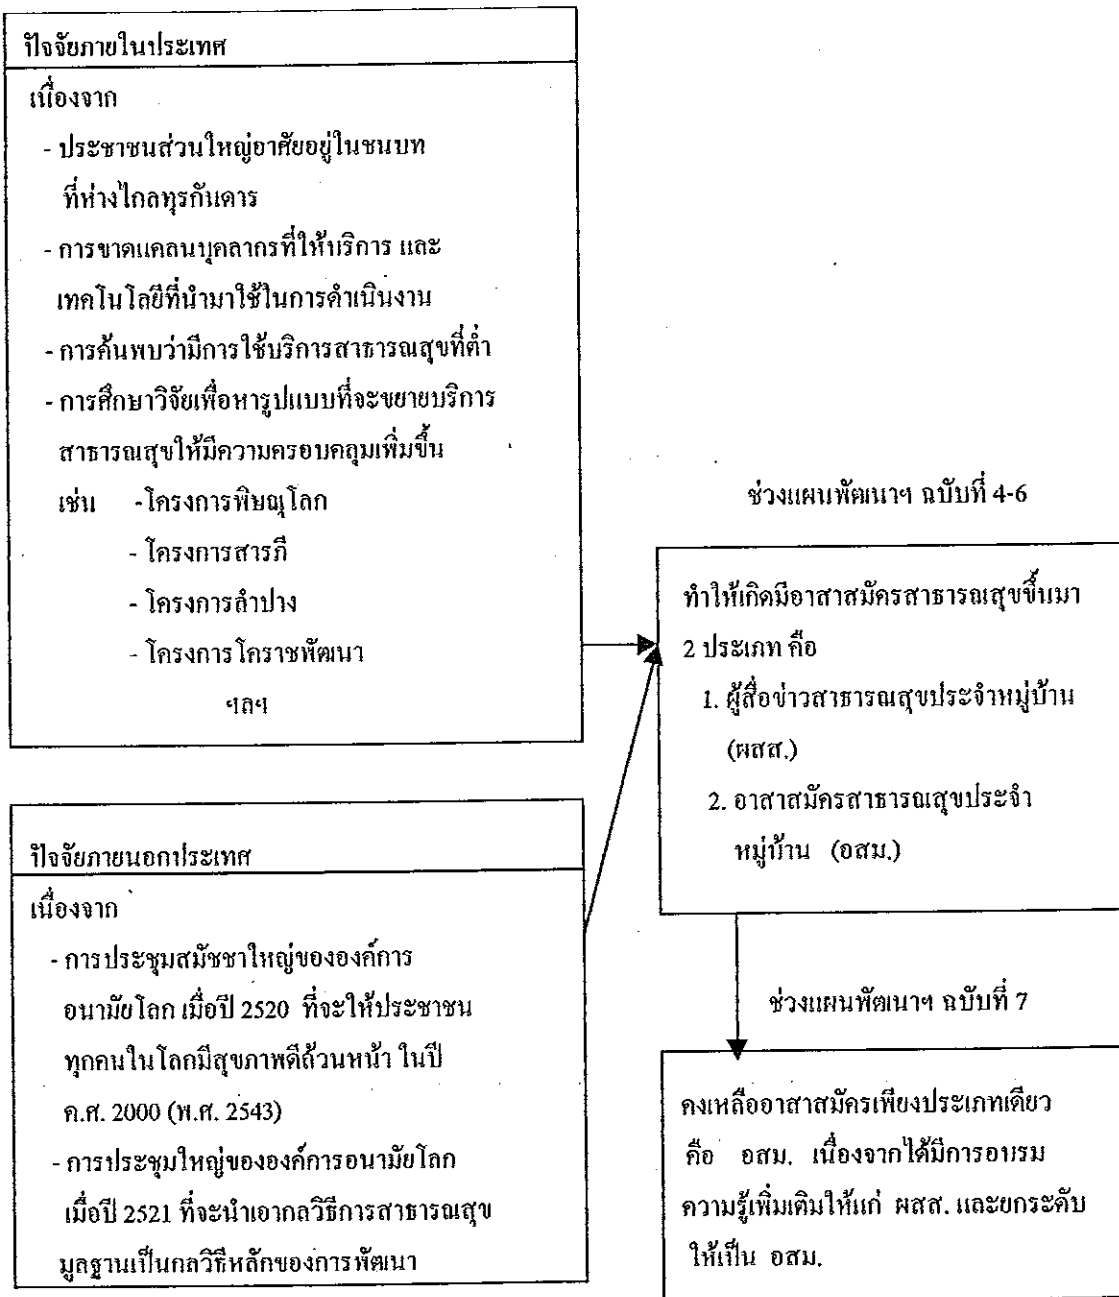 ปัจจัยภายในประเทศ
เนื่องจาก
- ประชาชนส่วนใหญ่อาศัยอยู่ในชนบท
ที่ห่างไกลทุรกันดาร
- การขาดแคลนบุคลากรที่ให้บริการ และ
เทคโนโลยีที่นำมาใช้ในการดำเนินงาน
- การค้นพบว่ามีการใช้บริการสาธารณสุขที่ต่ำ
- การศึกษาวิจัยเพื่อหารูปแบบที่จะขยายบริการ
สาธารณสุขให้มีความครอบคลุมเพิ่มขึ้น
เช่น -โครงการพิษณุโลก
- โครงการสารภี
- โครงการลำปาง
- โครงการโคราชพัฒนา
ฯลฯ
ปัจจัยภายนอกประเทศ
เนื่องจาก
- การประชุมสมัชชาใหญ่ขององค์การ
อนามัยโลก เมื่อปี 2520 ที่จะให้ประชาชน
ทุกคนในโลกมีสุขภาพดีถ้วนหน้า ในปี
ค.ศ. 2000 (พ.ศ. 2543)
- การประชุมใหญ่ขององค์การอนามัยโลก
เมื่อปี 2521 ที่จะนำเอากลวิธีการสาธารณสุข
มูลฐานเป็นกลวิธีหลักของการพัฒนา
ช่วงแผนพัฒนาฯ ฉบับที่ 4-6
ทำให้เกิดมีอาสาสมัครสาธารณสุขขึ้นมา
2 ประเภท คือ
1. ผู้สื่อข่าวสาธารณสุขประจำหมู่บ้าน
(ผสส.)
2. อาสาสมัครสาธารณสุขประจำ
หมู่บ้าน (อสม.)
ช่วงแผนพัฒนาฯ ฉบับที่ 7
คงเหลืออาสาสมัครเพียงประเภทเดียว
คือ อสม. เนื่องจากได้มีการอบรม
ความรู้เพิ่มเติมให้แก่ ผสส. และยกระดับ
ให้เป็น อสม.